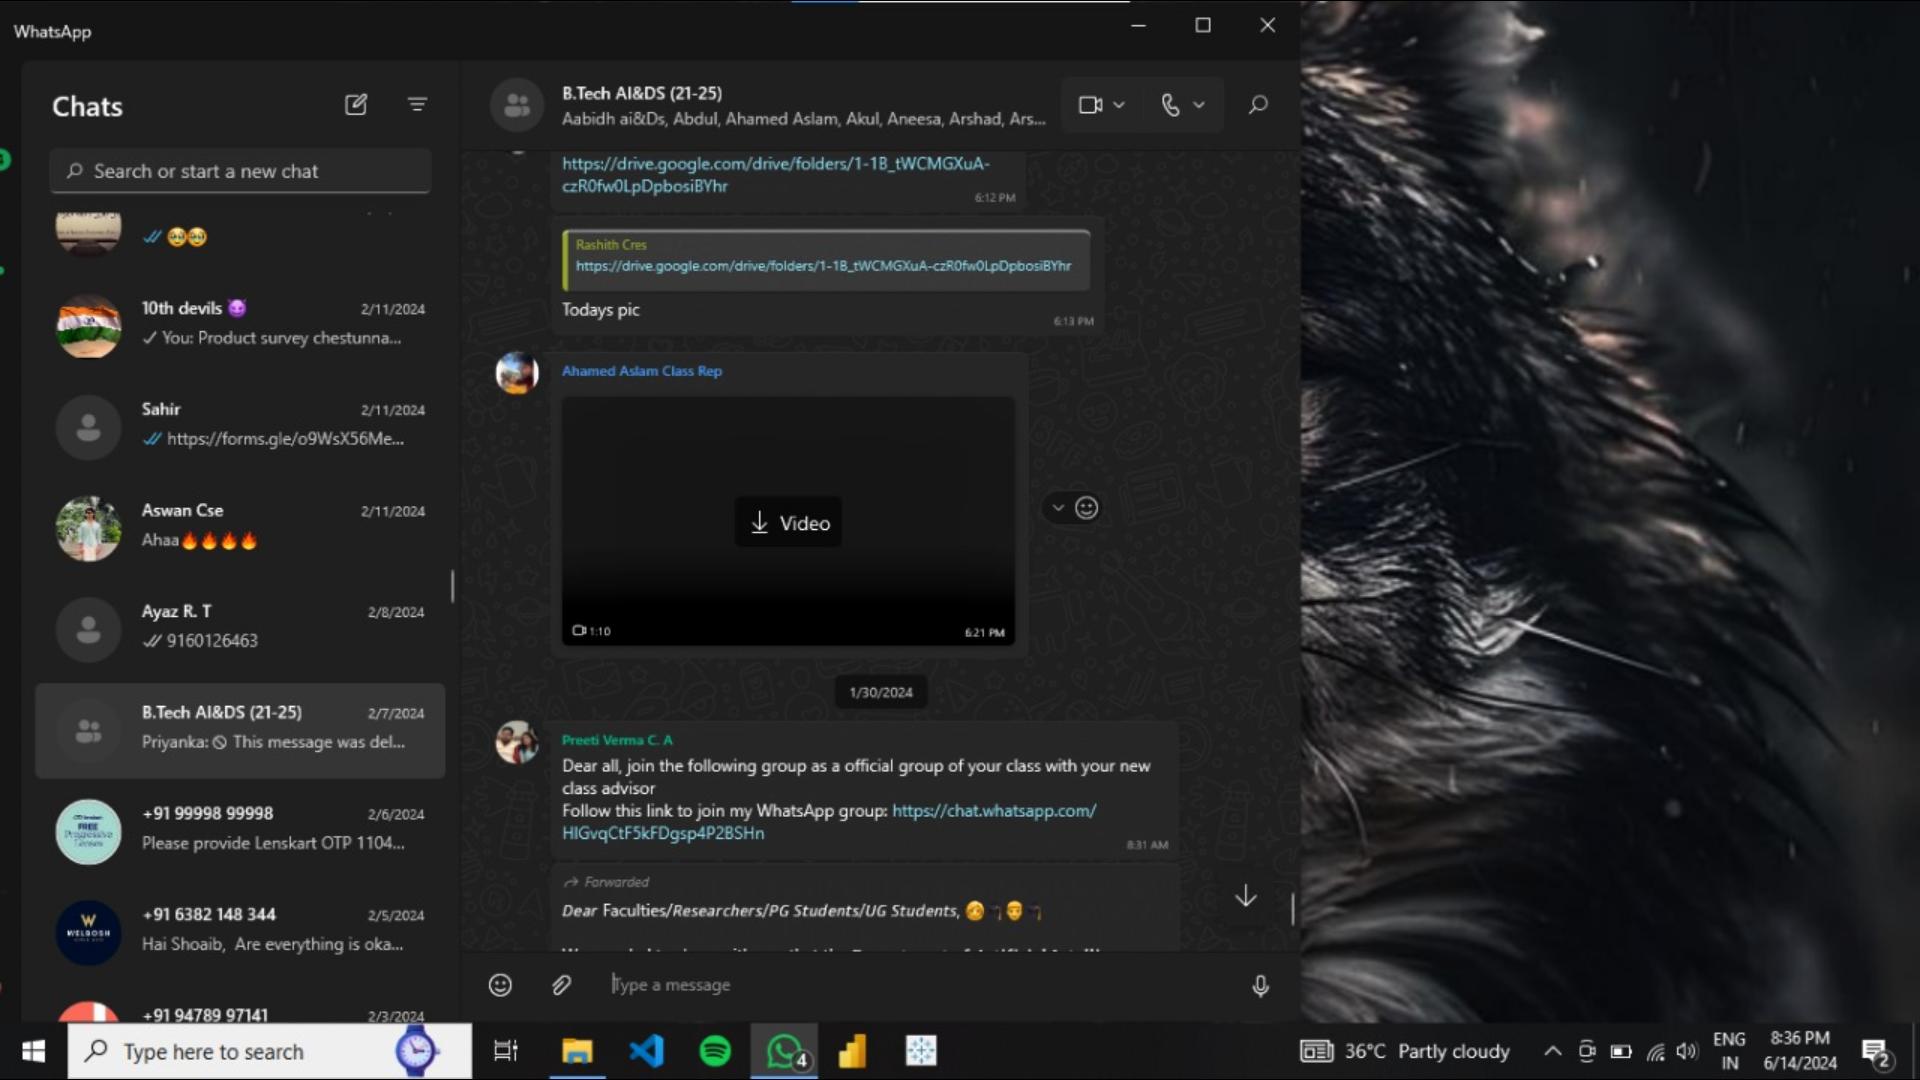 WhatsApp
Chats
Search or start a new chat
10th devils 😈 2/11/2024
You: Product survey chestunna...
Sahir 2/11/2024
https://forms.gle/o9WsX56Me...
Aswan Cse 2/11/2024
Ahaa🔥🔥🔥🔥
Ayaz R. T 2/8/2024
9160126463
B.Tech AI&DS (21-25) 2/7/2024
Priyanka: 🚫 This message was del...
+91 99998 99998 2/6/2024
Please provide Lenskart OTP 1104...
FREE
Progressive
Lenses
+91 6382 148 344 2/5/2024
Hai Shoaib, Are everything is oka...
W
WELBOSH
+91 94789 97141 2/3/2024
B.Tech AI&DS (21-25)
Aabidh ai&Ds, Abdul, Ahamed Aslam, Akul, Aneesa, Arshad, Ars...
https://drive.google.com/drive/folders/1-1B_tWCMGXuA-
czR0fw0LpDpbosiBYhr
6:12 PM
Rashith Cres
https://drive.google.com/drive/folders/1-1B_tWCMGXuA-czR0fw0LpDpbosiBYhr
Todays pic
6:13 PM
Ahamed Aslam Class Rep
Video
1:10 6:21 PM
1/30/2024
Preeti Verma C. A
Dear all, join the following group as a official group of your class with your new
class advisor
Follow this link to join my WhatsApp group: https://chat.whatsapp.com/
HIGvqCtF5kFDgsp4P2BSHn
8:31 AM
Forwarded
Dear Faculties/Researchers/PG Students/UG Students,
Type a message
Type here to search
4
36°C Partly cloudy
ENG
IN
8:36 PM
6/14/2024
2